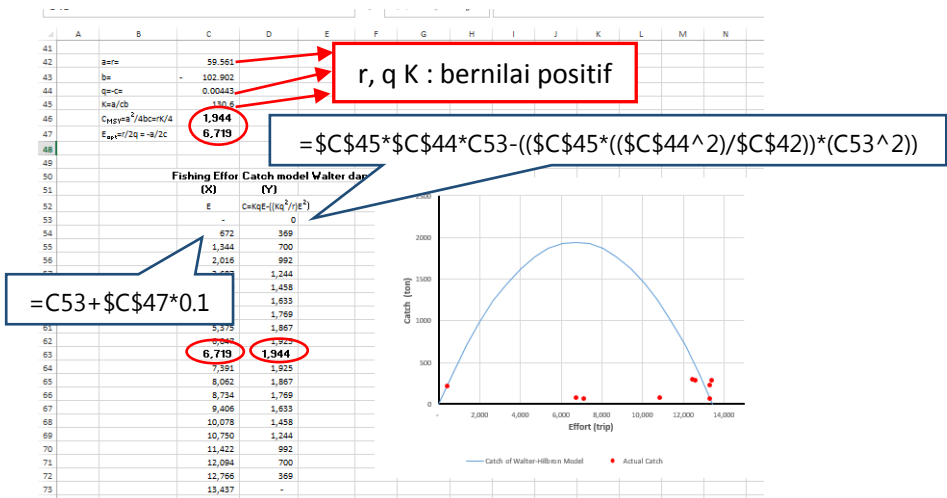 A B C D E F G H I J K L M N
41
42 a=r= 59.561
43 b= - 102.902
44 q=-c= 0.00443
45 K=a/cb 130.6
46 C_MSY=a²/4bc=rK/4 1,944
47 E_opt=r/2q = -a/2c 6,719
48
49
r, q K : bernilai positif
=$C$45*$C$44*C53-(($C$45*(($C$44^2)/$C$42))*(C53^2))
50 Fishing Effor Catch model Walter dan
51 (X) (Y)
52 E C=KqE-((Kq²/r)E²)
53 - 0
54 672 369
55 1,344 700
56 2,016 992
1,244
1,458
=C53+$C$47*0.1
1,633
1,769
61 5,375 1,867
62 1,925
63 6,719 1,944
64 7,391 1,925
65 8,062 1,867
66 8,734 1,769
67 9,406 1,633
68 10,078 1,458
69 10,750 1,244
70 11,422 992
71 12,094 700
72 12,766 369
73 13,437 -
2500
2000
1500
1000
500
0
Catch (ton)
- 2,000 4,000 6,000 8,000 10,000 12,000 14,000
Effort (trip)
Catch of Walter-Hilbron Model
Actual Catch